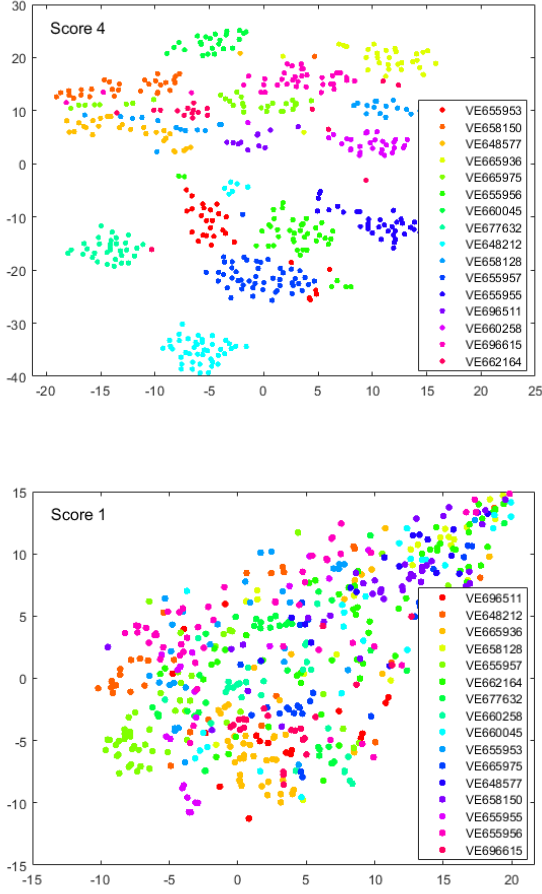 30
20
10
0
-10
-20
-30
-40
Score 4
VE655953
VE658150
VE648577
VE665936
VE665975
VE655956
VE660045
VE677632
VE648212
VE658128
VE655957
VE655955
VE696511
VE660258
VE696615
VE662164
-20 -15 -10 -5 0 5 10 15 20 25
15
10
5
0
-5
-10
-15
Score 1
VE696511
VE648212
VE665936
VE658128
VE655957
VE662164
VE677632
VE660258
VE660045
VE655953
VE665975
VE648577
VE658150
VE655955
VE655956
VE696615
-15 -10 -5 0 5 10 15 20